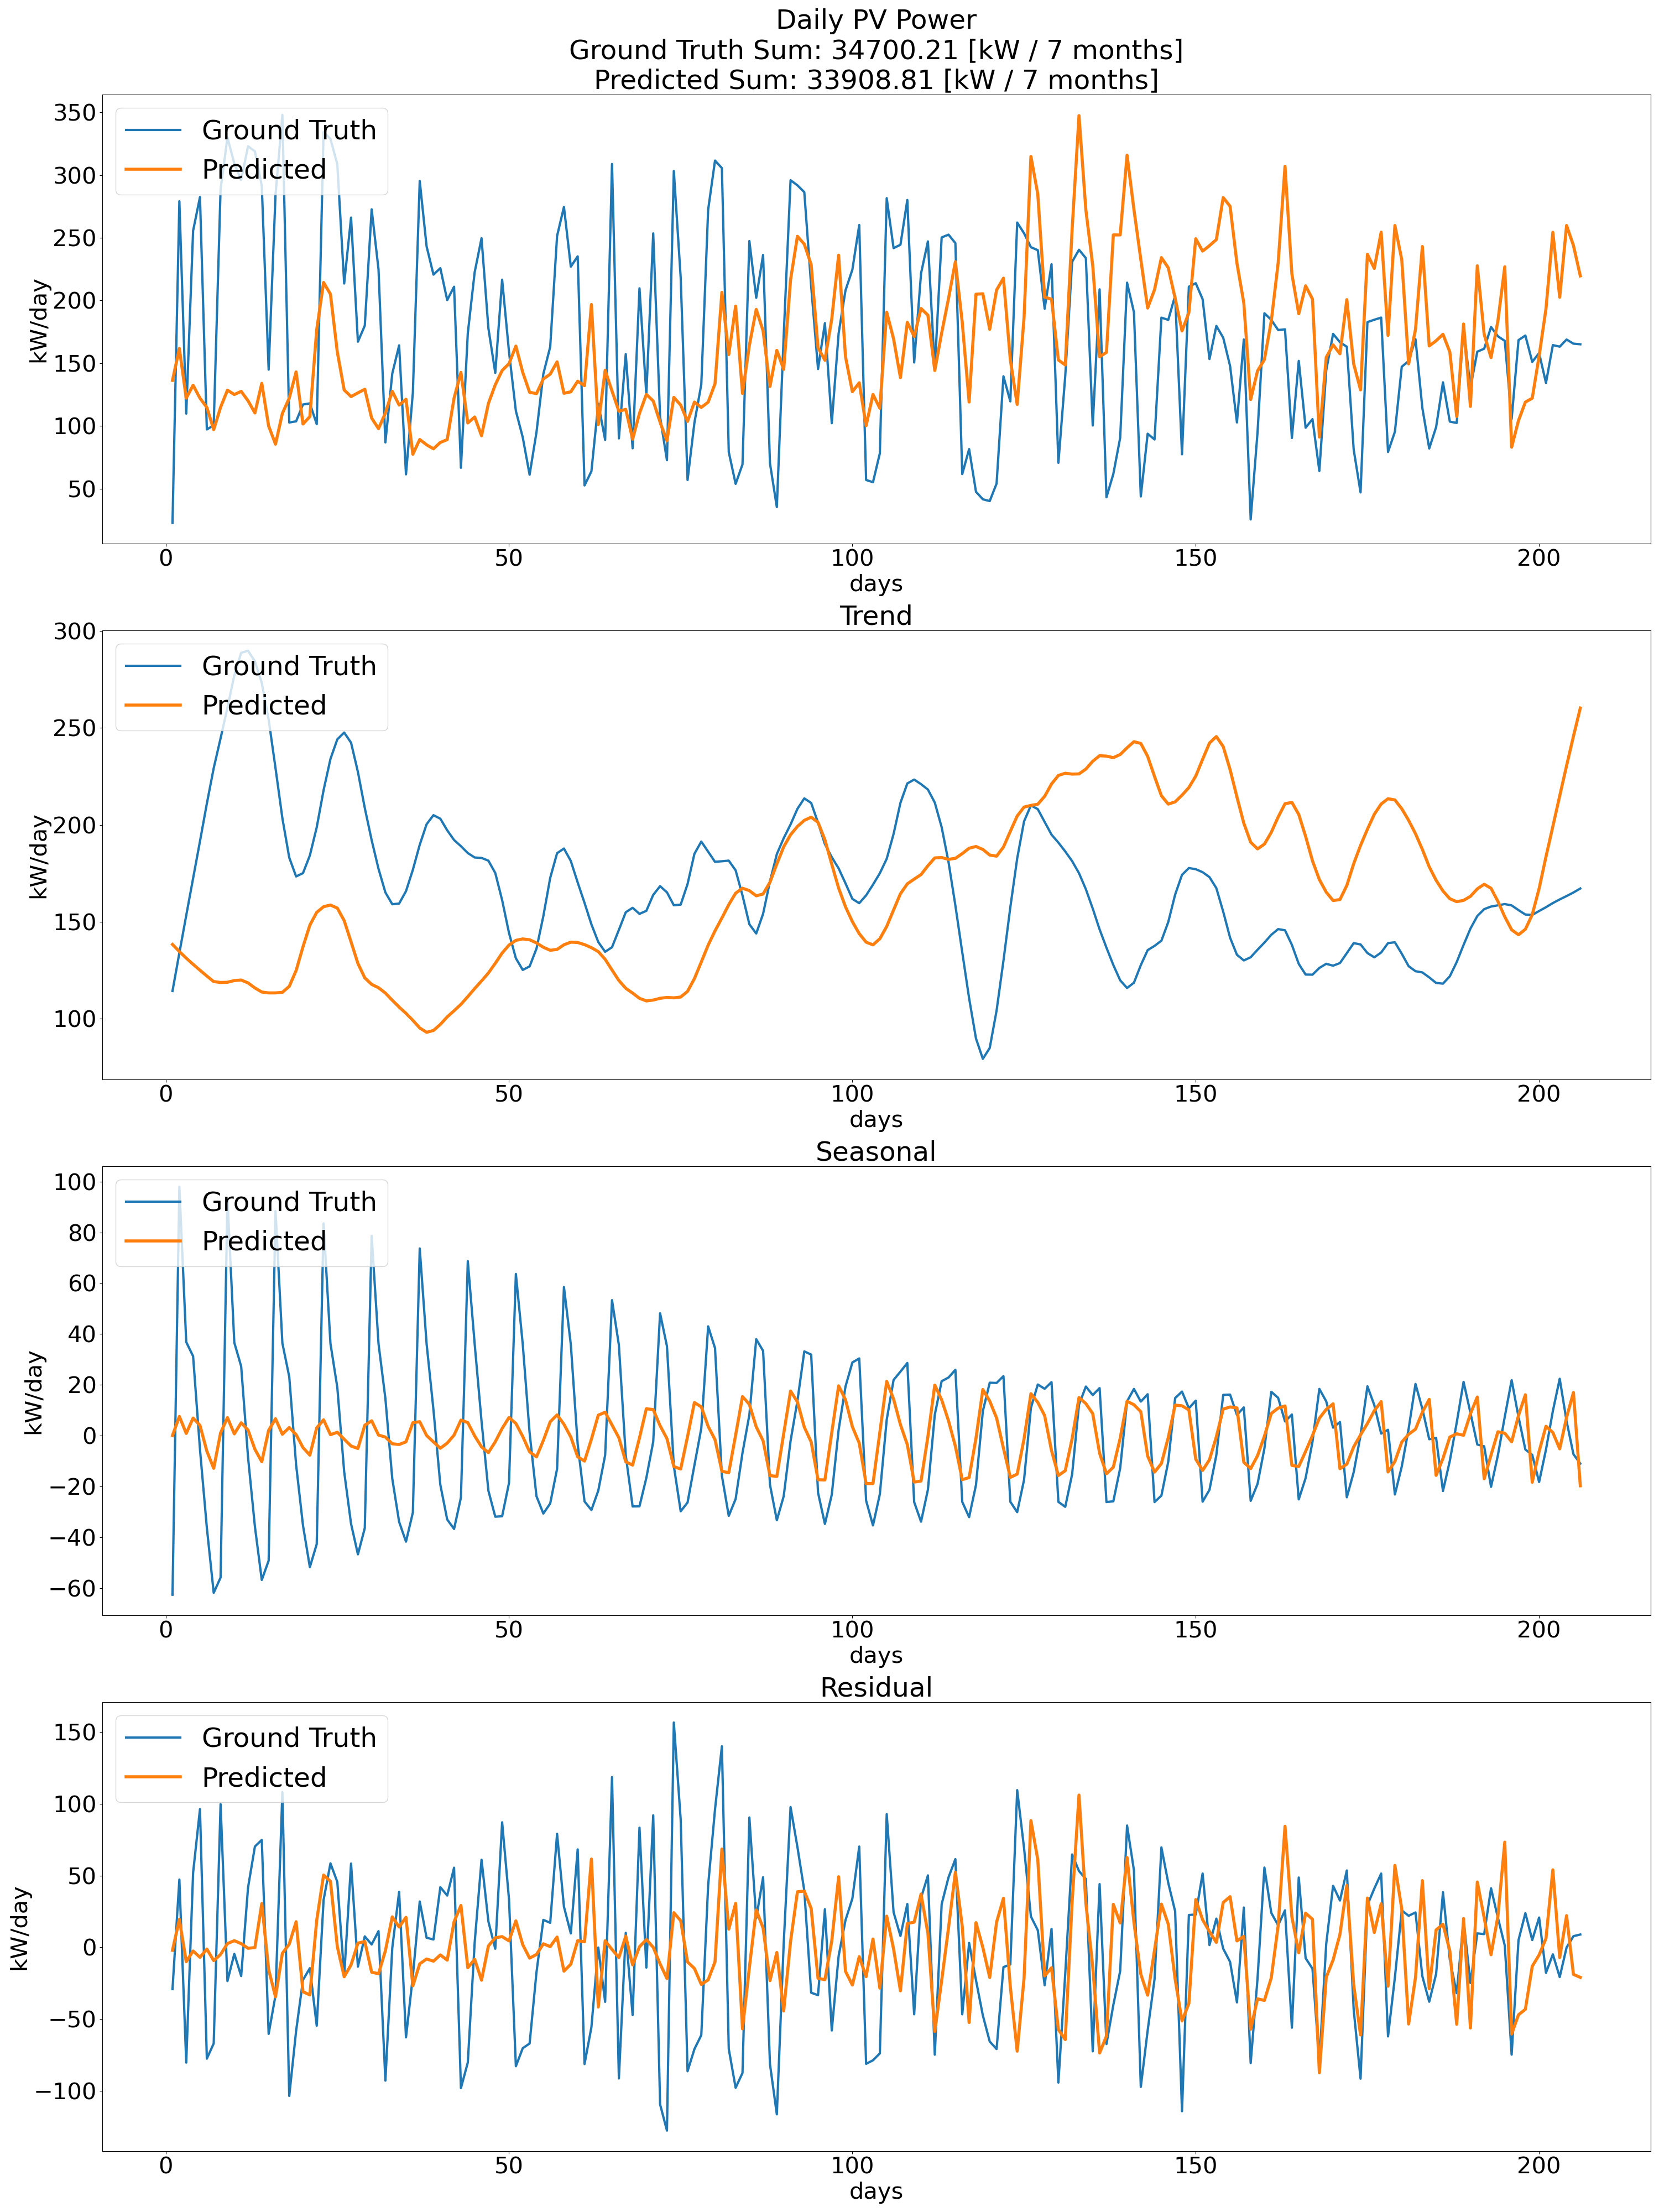 Daily PV Power
Ground Truth Sum: 34700.21 [kW / 7 months]
Predicted Sum: 33908.81 [kW / 7 months]
350
300
250
200
150
100
50
kW/day
Ground Truth
Predicted
0 50 100 150 200
days
Trend
300
250
200
150
100
kW/day
Ground Truth
Predicted
0 50 100 150 200
days
Seasonal
100
80
60
40
20
0
−20
−40
−60
kW/day
Ground Truth
Predicted
0 50 100 150 200
days
Residual
150
100
50
0
−50
−100
kW/day
Ground Truth
Predicted
0 50 100 150 200
days